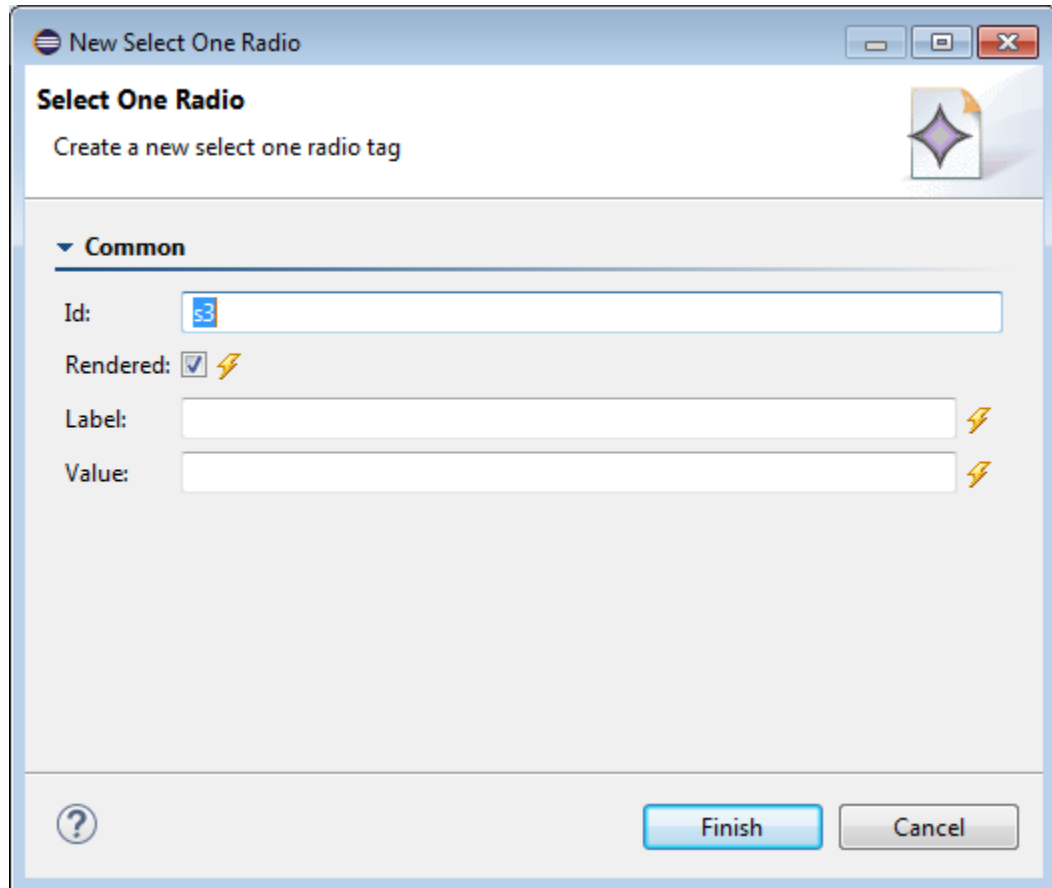 New Select One Radio
Select One Radio
Create a new select one radio tag
Common
Id: s3
Rendered:
Label:
Value:
?
Finish Cancel